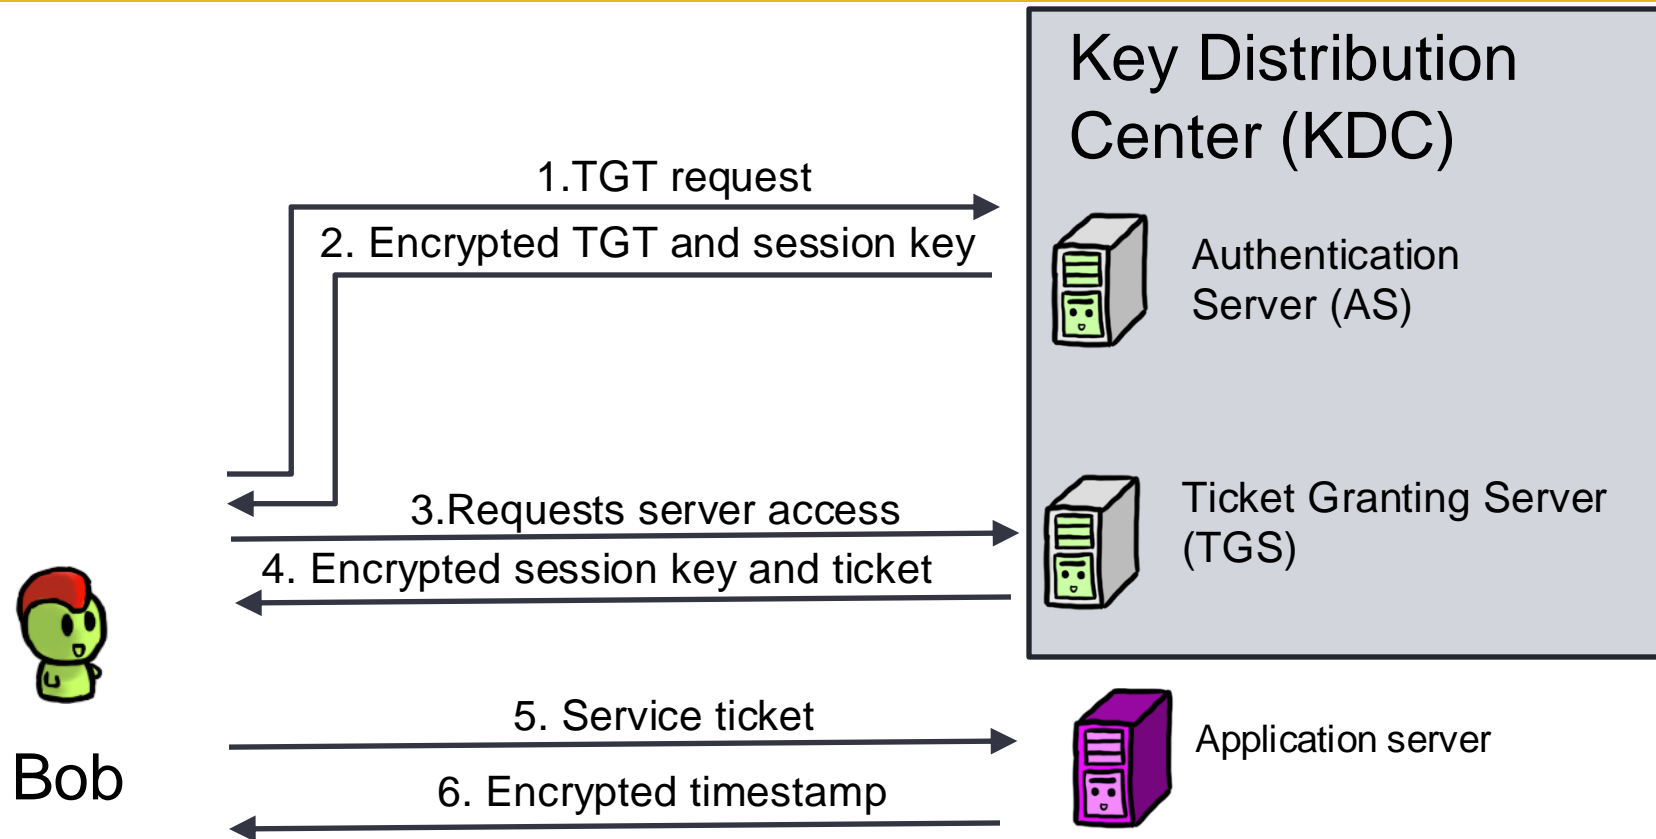 Key Distribution
Center (KDC)
1.TGT request
2. Encrypted TGT and session key
Authentication
Server (AS)
3.Requests server access
4. Encrypted session key and ticket
Ticket Granting Server
(TGS)
5. Service ticket
Application server
Bob
6. Encrypted timestamp